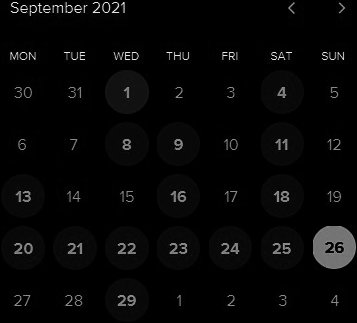 September 2021
MON TUE WED THU FRI SAT SUN
30 31 1 2 3 4 5
6 7 8 9 10 11 12
13 14 15 16 17 18 19
20 21 22 23 24 25 26
27 28 29 1 2 3 4